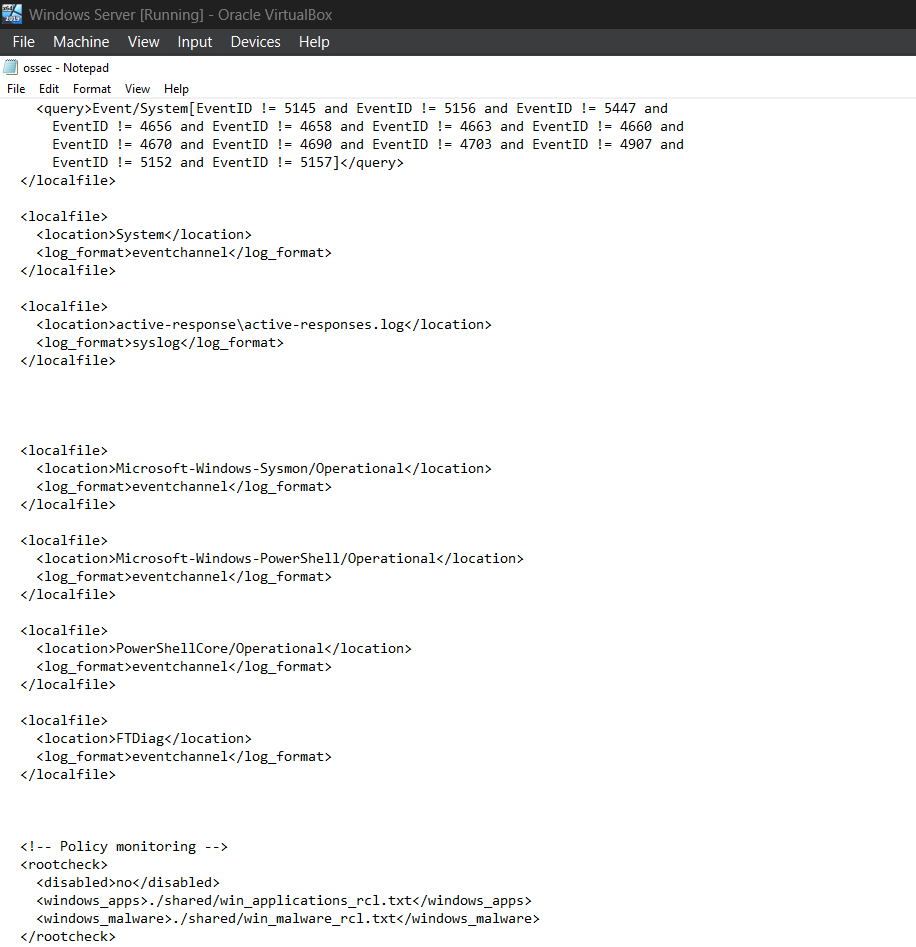 x64
2019
Windows Server [Running] - Oracle VirtualBox
File Machine View Input Devices Help
ossec - Notepad
File Edit Format View Help
<query>Event/System[EventID != 5145 and EventID != 5156 and EventID != 5447 and
EventID != 4656 and EventID != 4658 and EventID != 4663 and EventID != 4660 and
EventID != 4670 and EventID != 4690 and EventID != 4703 and EventID != 4907 and
EventID != 5152 and EventID != 5157]</query>
</localfile>
<localfile>
<location>System</location>
<log_format>eventchannel</log_format>
</localfile>
<localfile>
<location>active-response\active-responses.log</location>
<log_format>syslog</log_format>
</localfile>
<localfile>
<location>Microsoft-Windows-Sysmon/Operational</location>
<log_format>eventchannel</log_format>
</localfile>
<localfile>
<location>Microsoft-Windows-PowerShell/Operational</location>
<log_format>eventchannel</log_format>
</localfile>
<localfile>
<location>PowerShellCore/Operational</location>
<log_format>eventchannel</log_format>
</localfile>
<localfile>
<location>FTDiag</location>
<log_format>eventchannel</log_format>
</localfile>
<!-- Policy monitoring -->
<rootcheck>
<disabled>no</disabled>
<windows_apps>./shared/win_applications_rcl.txt</windows_apps>
<windows_malware>./shared/win_malware_rcl.txt</windows_malware>
</rootcheck>